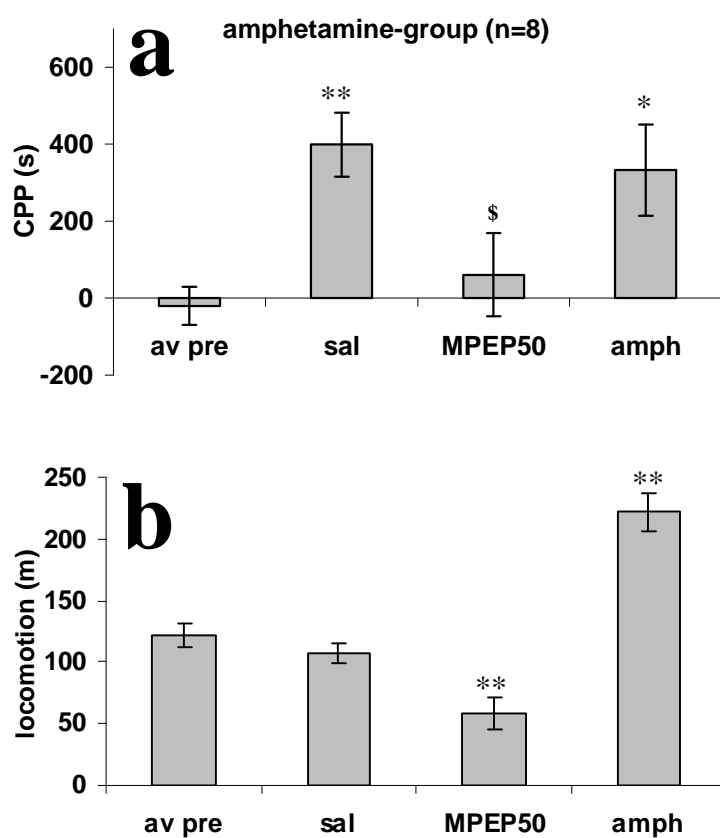 a
amphetamine-group (n=8)
CPP (s)
600
400
200
0
-200
**
$
*
av pre
sal
MPEP50
amph
b
locomotion (m)
250
200
150
100
50
0
**
**
av pre
sal
MPEP50
amph